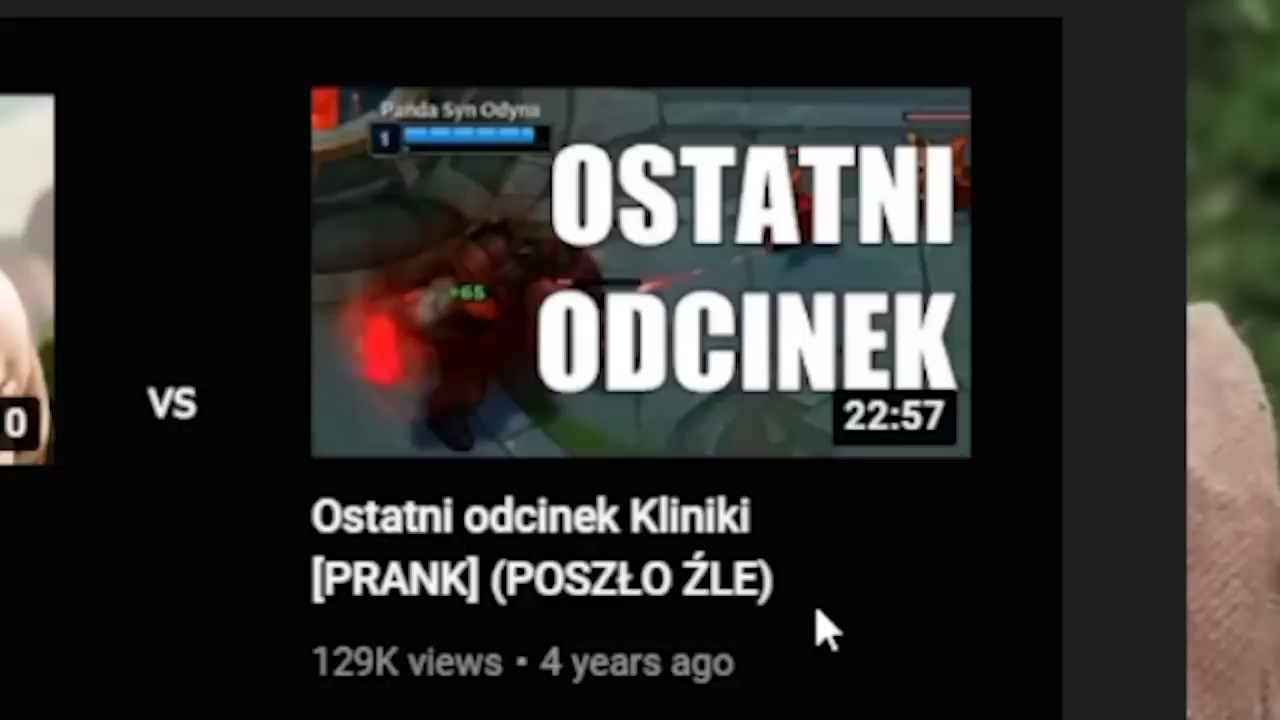 Panda Syn Odyna
1
OSTATNI
+65
ODCINEK
22:57
0
VS
Ostatni odcinek Kliniki
[PRANK] (POSZŁO ŹLE)
129K views • 4 years ago